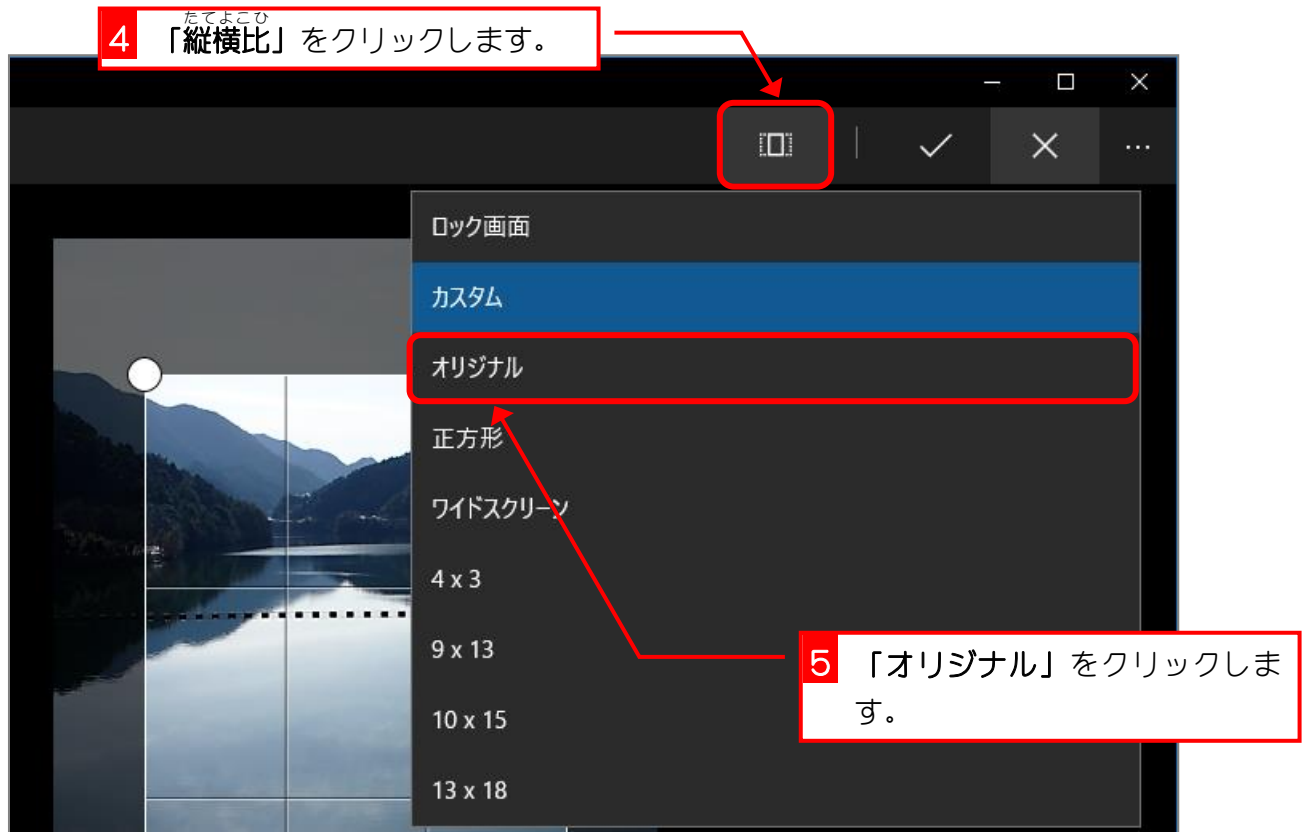 たてよこひ
4 「縦横比」をクリックします。
ロック画面
カスタム
オリジナル
正方形
ワイドスクリーン
4 x 3
9 x 13
10 x 15
13 x 18
5 「オリジナル」をクリックしま
す。